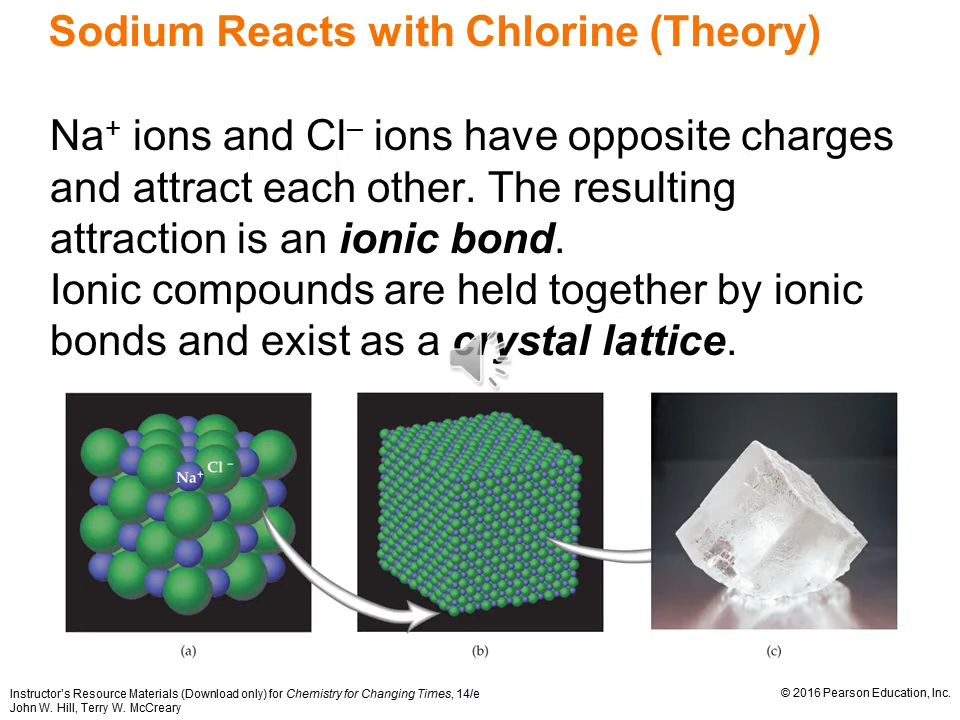 Sodium Reacts with Chlorine (Theory)
Na⁺ ions and Cl⁻ ions have opposite charges
and attract each other. The resulting
attraction is an ionic bond.
Ionic compounds are held together by ionic
bonds and exist as a crystal lattice.
Na⁺ Cl⁻
(a)
(b)
(c)
Instructor's Resource Materials (Download only) for Chemistry for Changing Times, 14/e
John W. Hill, Terry W. McCreary
© 2016 Pearson Education, Inc.